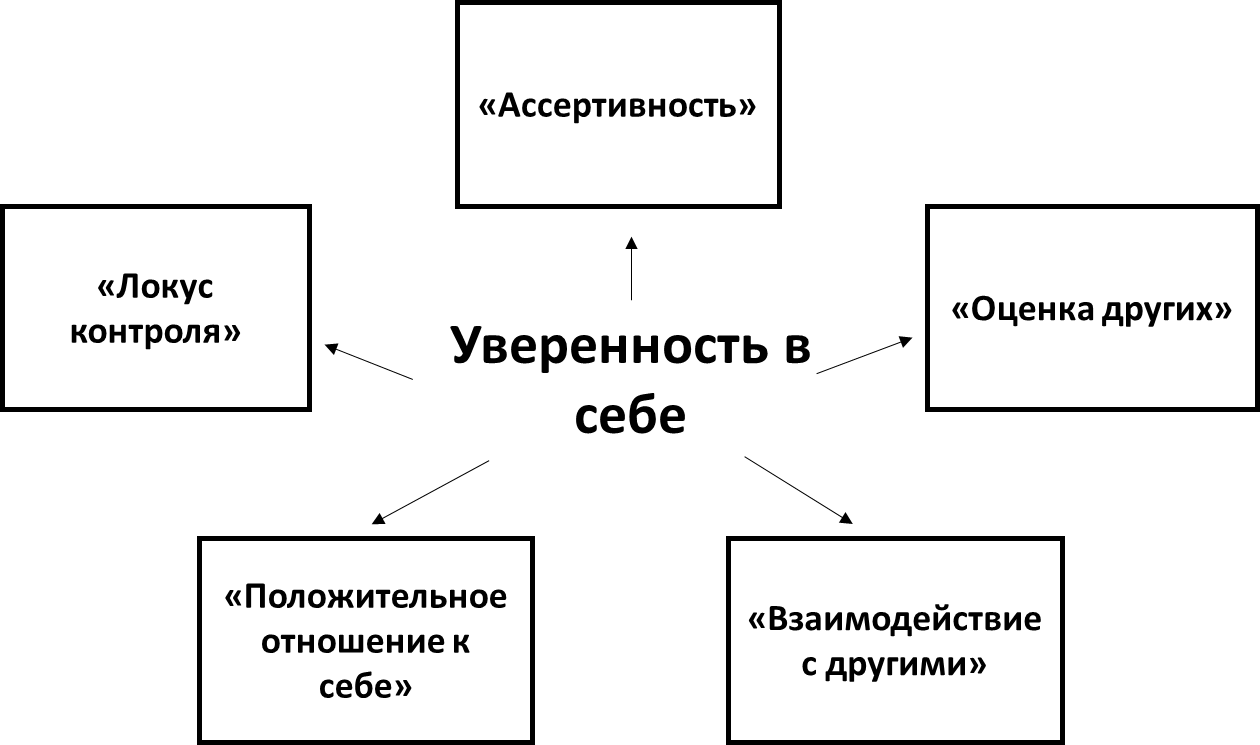 «Ассертивность»
«Локус
контроля»
«Оценка других»
Уверенность в
себе
«Положительное
отношение к
себе»
«Взаимодействие
с другими»